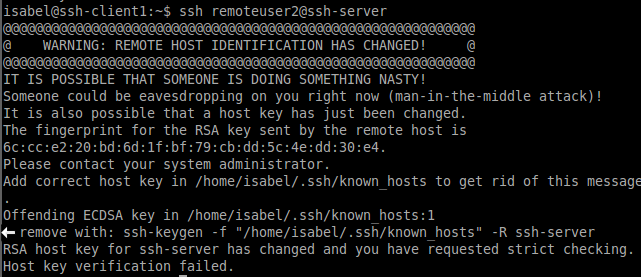 isabel@ssh-client1:~$ ssh remoteuser2@ssh-server
@@@@@@@@@@@@@@@@@@@@@@@@@@@@@@@@@@@@@@@@@@@@@@@@@@@@@@@@@@@
@    WARNING: REMOTE HOST IDENTIFICATION HAS CHANGED!     @
@@@@@@@@@@@@@@@@@@@@@@@@@@@@@@@@@@@@@@@@@@@@@@@@@@@@@@@@@@@
IT IS POSSIBLE THAT SOMEONE IS DOING SOMETHING NASTY!
Someone could be eavesdropping on you right now (man-in-the-middle attack)!
It is also possible that a host key has just been changed.
The fingerprint for the RSA key sent by the remote host is
6c:cc:e2:20:bd:6d:1f:bf:79:cb:dd:5c:4e:dd:30:e4.
Please contact your system administrator.
Add correct host key in /home/isabel/.ssh/known_hosts to get rid of this message
.
Offending ECDSA key in /home/isabel/.ssh/known_hosts:1
remove with: ssh-keygen -f "/home/isabel/.ssh/known_hosts" -R ssh-server
RSA host key for ssh-server has changed and you have requested strict checking.
Host key verification failed.